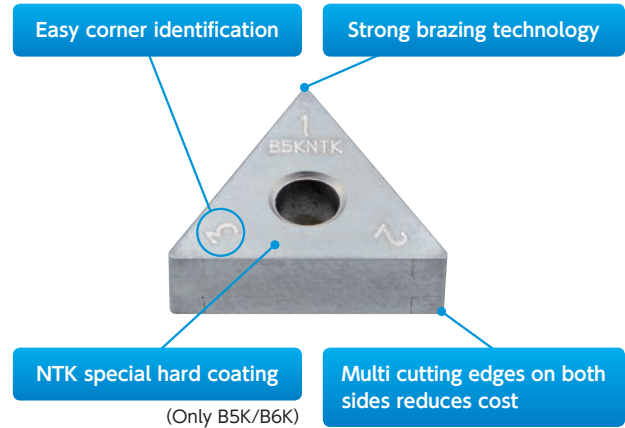 Easy corner identification
Strong brazing technology
1
B5KNTK
3
2
NTK special hard coating
(Only B5K/B6K)
Multi cutting edges on both
sides reduces cost